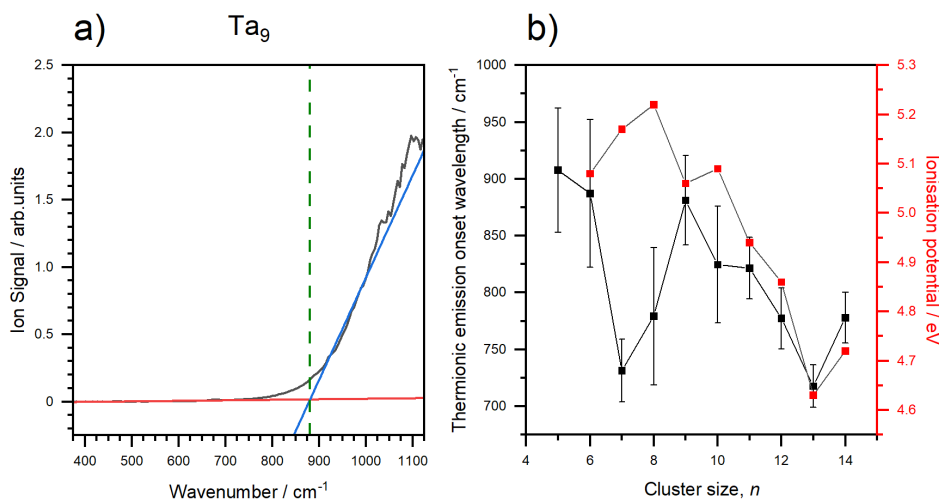 a)
Ta9
Ion Signal / arb.units
2.5
2.0
1.5
1.0
0.5
0
400 500 600 700 800 900 1000 1100
Wavenumber / cm-1
b)
Thermionic emission onset wavelength / cm-1
1000
950
900
850
800
750
700
4 6 8 10 12 14
Cluster size, n
5.3
5.2
5.1
5.0
4.9
4.8
4.7
4.6
Ionisation potential / eV